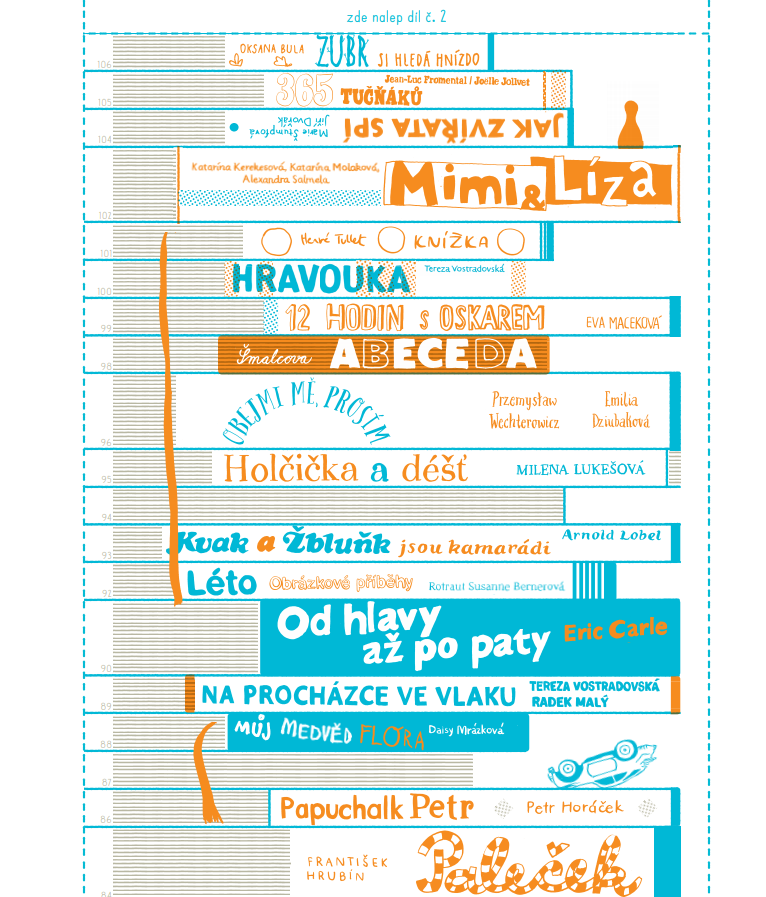 zde nalep díl č. 2
106
OKSANA BULA
ZUBR SI HLEDÁ HNÍZDO
105
365 TUČŇÁKŮ
Jean-Luc Fromental / Joëlle Jolivet
104
JAK ZVÍŘATA SPÍ
Jiří Dvořák
Marie Štumpfová
102
Katarína Kerekesová, Katarína Moláková,
Alexandra Salmela
Mimi & Líza
101
Hervé Tullet KNÍŽKA
100
HRAVOUKA
Tereza Vostradovská
99
12 HODIN s OSKAREM
EVA MACEKOVÁ
98
Šmalcova ABECEDA
96
OBEJMI MĚ, PROSÍM
Przemysław
Wechterowicz
Emilia
Dziubaková
95
Holčička a déšť
MILENA LUKEŠOVÁ
94
93
Kvak a Žbluňk jsou kamarádi
Arnold Lobel
92
Léto Obrázkové příběhy Rotraut Susanne Bernerová
90
Od hlavy
až po paty
Eric Carle
89
NA PROCHÁZCE VE VLAKU
TEREZA VOSTRADOVSKÁ
RADEK MALÝ
88
MŮJ MEDVĚD FLÓRA Daisy Mrázková
87
86
Papuchalk Petr Petr Horáček
84
FRANTIŠEK
HRUBÍN
Paleček